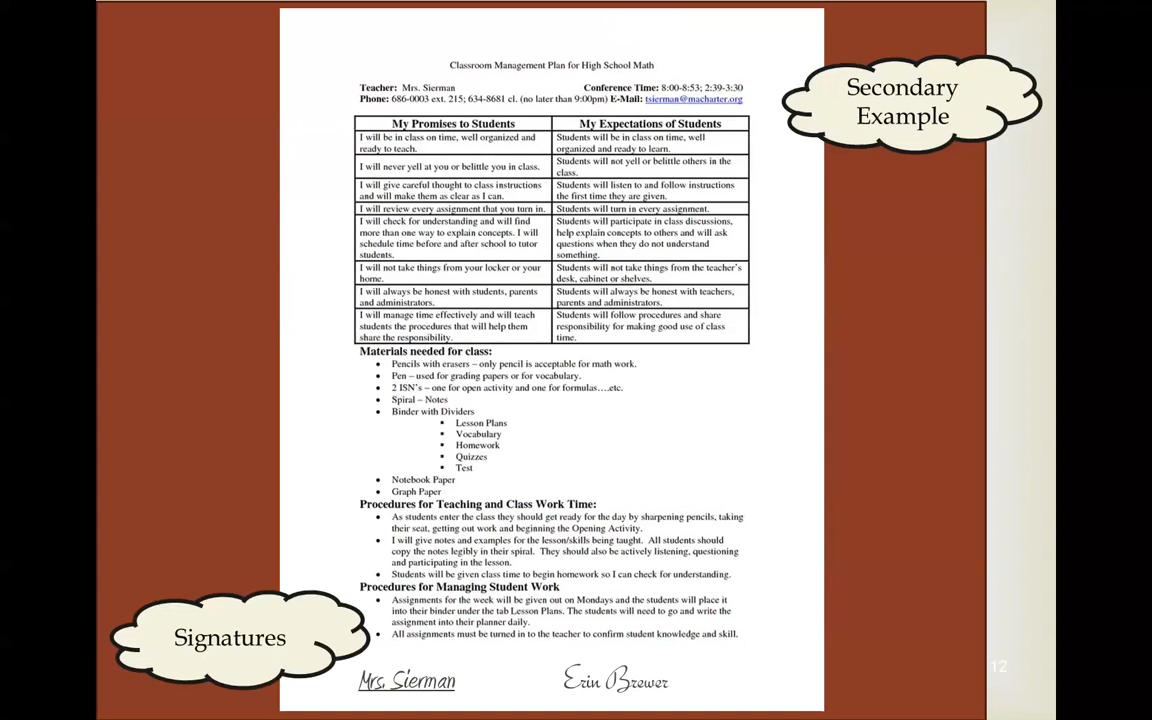 Classroom Management Plan for High School Math
Secondary
Example
Teacher: Mrs. Sierman Conference Time: 8:00-8:53; 2:39-3:30
Phone: 686-0003 ext. 215; 634-8681 cl. (no later than 9:00pm) E-Mail: tsierman@macharter.org
My Promises to Students
My Expectations of Students
I will be in class on time, well organized and
ready to teach.
Students will be in class on time, well
organized and ready to learn.
I will never yell at you or belittle you in class.
Students will not yell or belittle others in the
class.
I will give careful thought to class instructions
and will make them as clear as I can.
Students will listen to and follow instructions
the first time they are given.
I will review every assignment that you turn in.
Students will turn in every assignment.
I will check for understanding and will find
more than one way to explain concepts. I will
schedule time before and after school to tutor
students.
Students will participate in class discussions,
help explain concepts to others and will ask
questions when they do not understand
something.
I will not take things from your locker or your
home.
Students will not take things from the teacher's
desk, cabinet or shelves.
I will always be honest with students, parents
and administrators.
Students will always be honest with teachers,
parents and administrators.
I will manage time effectively and will teach
students the procedures that will help them
share the responsibility.
Students will follow procedures and share
responsibility for making good use of class
time.
Materials needed for class:
• Pencils with erasers – only pencil is acceptable for math work.
• Pen – used for grading papers or for vocabulary.
• 2 ISN's – one for open activity and one for formulas….etc.
• Spiral – Notes
• Binder with Dividers
▪ Lesson Plans
▪ Vocabulary
▪ Homework
▪ Quizzes
▪ Test
• Notebook Paper
• Graph Paper
Procedures for Teaching and Class Work Time:
• As students enter the class they should get ready for the day by sharpening pencils, taking
their seat, getting out work and beginning the Opening Activity.
• I will give notes and examples for the lesson/skills being taught. All students should
copy the notes legibly in their spiral. They should also be actively listening, questioning
and participating in the lesson.
• Students will be given class time to begin homework so I can check for understanding.
Procedures for Managing Student Work
• Assignments for the week will be given out on Mondays and the students will place it
into their binder under the tab Lesson Plans. The students will need to go and write the
assignment into their planner daily.
• All assignments must be turned in to the teacher to confirm student knowledge and skill.
Signatures
Mrs. Sierman
Erin Brewer
12